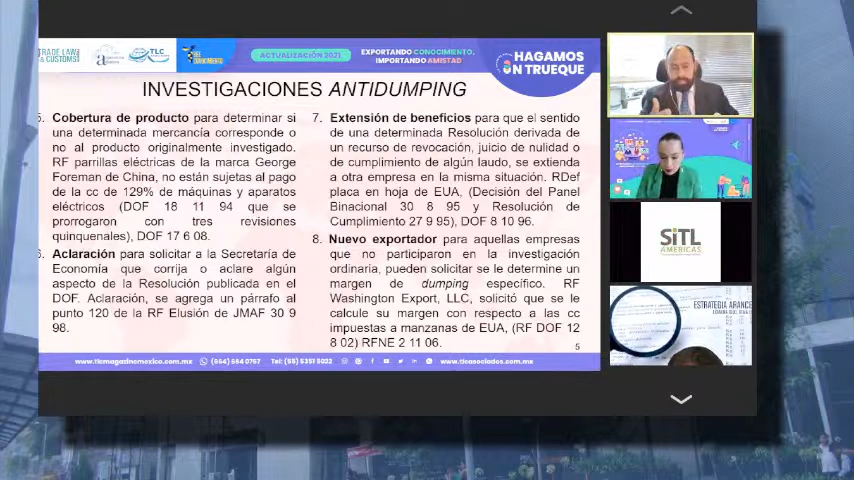 TRADE LAW
& CUSTOMS
TLC
DEL
CONOCIMIENTO
ACTUALIZACIÓN 2021
EXPORTANDO CONOCIMIENTO,
IMPORTANDO AMISTAD
HAGAMOS
UN TRUEQUE
INVESTIGACIONES ANTIDUMPING
5. Cobertura de producto para determinar si
una determinada mercancía corresponde o
no al producto originalmente investigado.
RF parrillas eléctricas de la marca George
Foreman de China, no están sujetas al pago
de la cc de 129% de máquinas y aparatos
eléctricos (DOF 18 11 94 que se
prorrogaron con tres revisiones
quinquenales), DOF 17 6 08.
6. Aclaración para solicitar a la Secretaría de
Economía que corrija o aclare algún
aspecto de la Resolución publicada en el
DOF. Aclaración, se agrega un párrafo al
punto 120 de la RF Elusión de JMAF 30 9
98.
7. Extensión de beneficios para que el sentido
de una determinada Resolución derivada de
un recurso de revocación, juicio de nulidad o
de cumplimiento de algún laudo, se extienda
a otra empresa en la misma situación. RDef
placa en hoja de EUA, (Decisión del Panel
Binacional 30 8 95 y Resolución de
Cumplimiento 27 9 95), DOF 8 10 96.
8. Nuevo exportador para aquellas empresas
que no participaron en la investigación
ordinaria, pueden solicitar se le determine un
margen de dumping específico. RF
Washington Export, LLC, solicitó que se le
calcule su margen con respecto a las cc
impuestas a manzanas de EUA, (RF DOF 12
8 02) RFNE 2 11 06.
5
www.tlcmagazinemexico.com.mx
www.tlcasociados.com.mx
SiTL
AMERICAS
ESTRATEGIA ARANCE